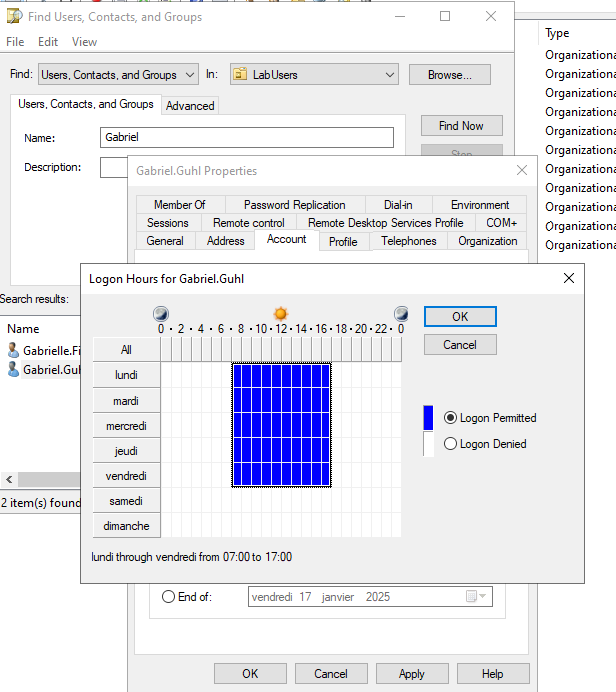 Find Users, Contacts, and Groups
Type
File Edit View
Organizationa
Find: Users, Contacts, and Groups In: LabUsers Browse...
Organizationa
Organizationa
Users, Contacts, and Groups Advanced
Organizationa
Name: Gabriel Find Now
Organizationa
Stop
Description:
Organizationa
Gabriel.Guhl Properties
Organizationa
Organizationa
Member Of Password Replication Dial-in Environment
Organizationa
Sessions Remote control Remote Desktop Services Profile COM+
Organizationa
General Address Account Profile Telephones Organization
Organizationa
Logon Hours for Gabriel.Guhl
Search results:
0 · 2 · 4 · 6 · 8 · 10 · 12 · 14 · 16 · 18 · 20 · 22 · 0
OK
Name
All
Cancel
Gabrielle.Fi
Gabriel.Guh
lundi
mardi
Logon Permitted
mercredi
Logon Denied
jeudi
vendredi
samedi
2 item(s) found
dimanche
lundi through vendredi from 07:00 to 17:00
End of: vendredi 17 janvier 2025
OK Cancel Apply Help